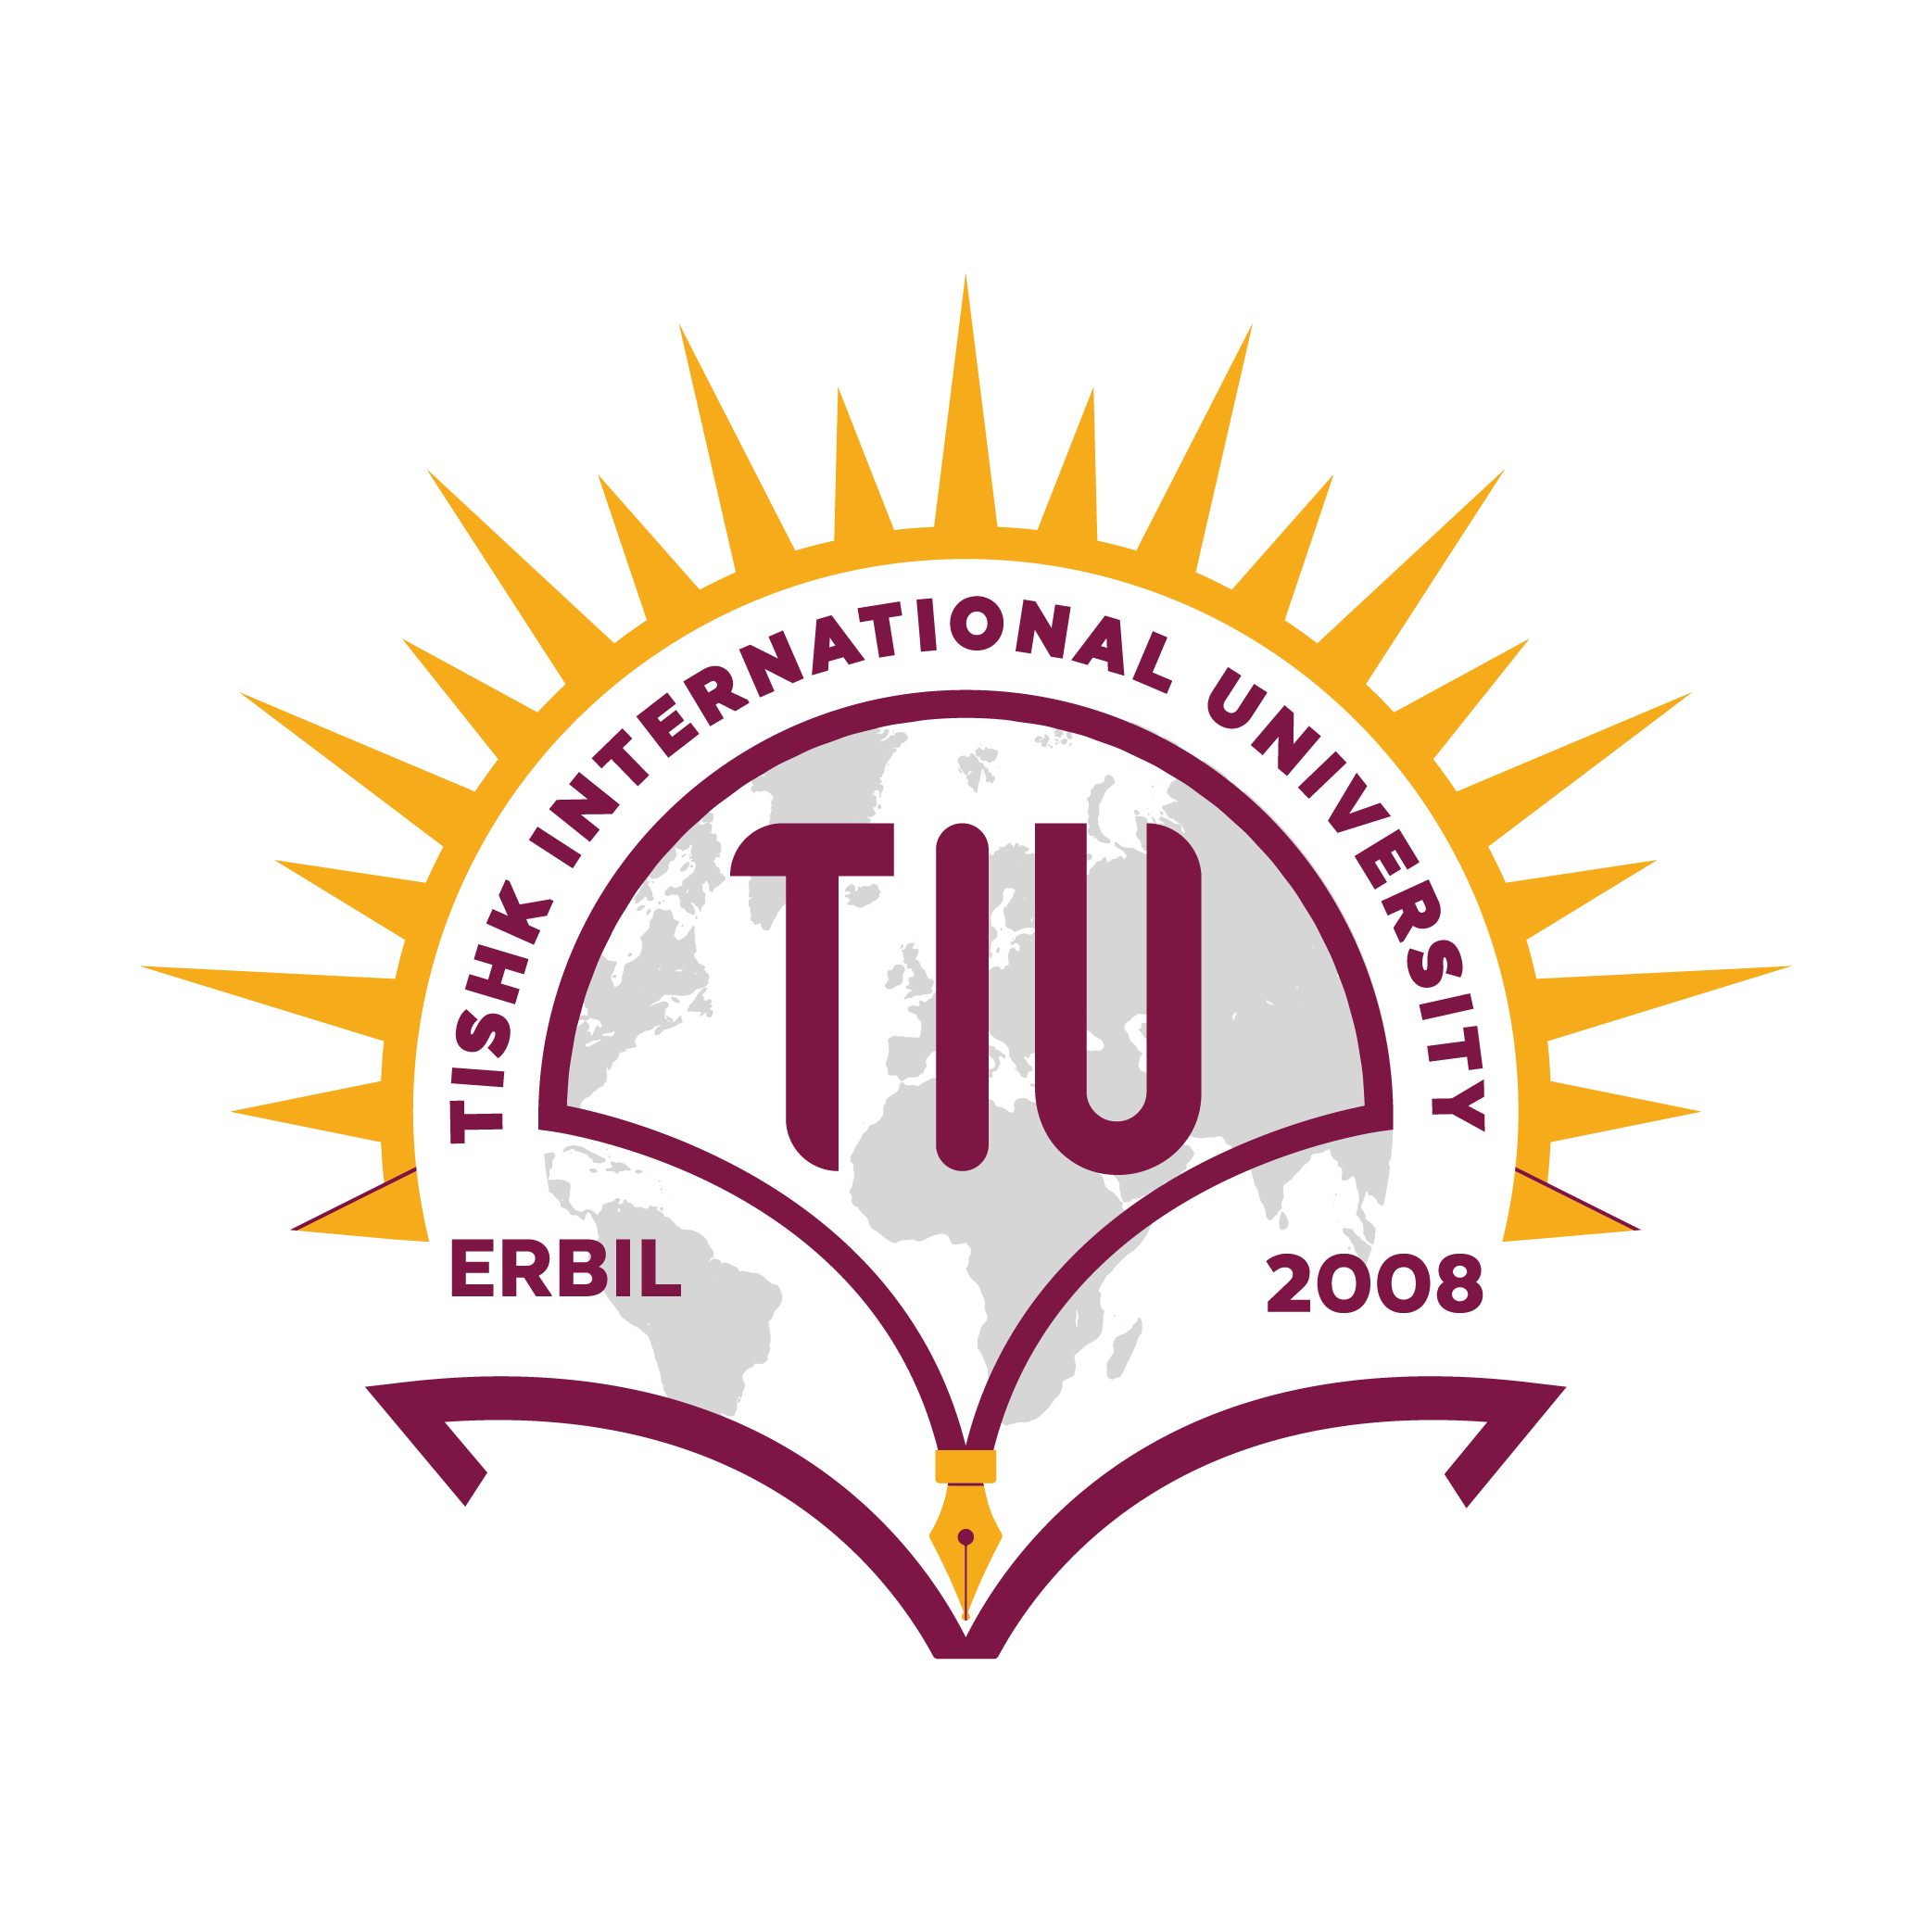 TISHK INTERNATIONAL UNIVERSITY
TIU
ERBIL
2008